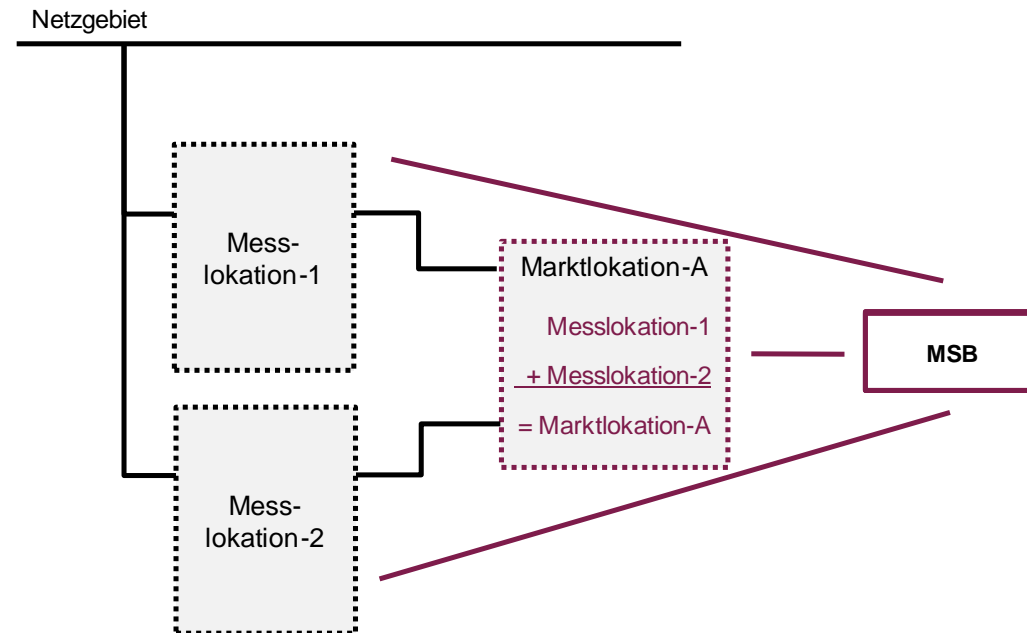 Netzgebiet
Mess-
lokation-1
Marktlokation-A
Messlokation-1
+ Messlokation-2
= Marktlokation-A
MSB
Mess-
lokation-2